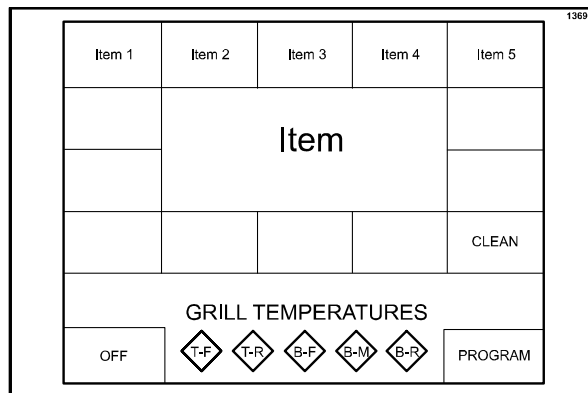 1369
Item 1 Item 2 Item 3 Item 4 Item 5
Item
CLEAN
GRILL TEMPERATURES
OFF T-F T-R B-F B-M B-R PROGRAM